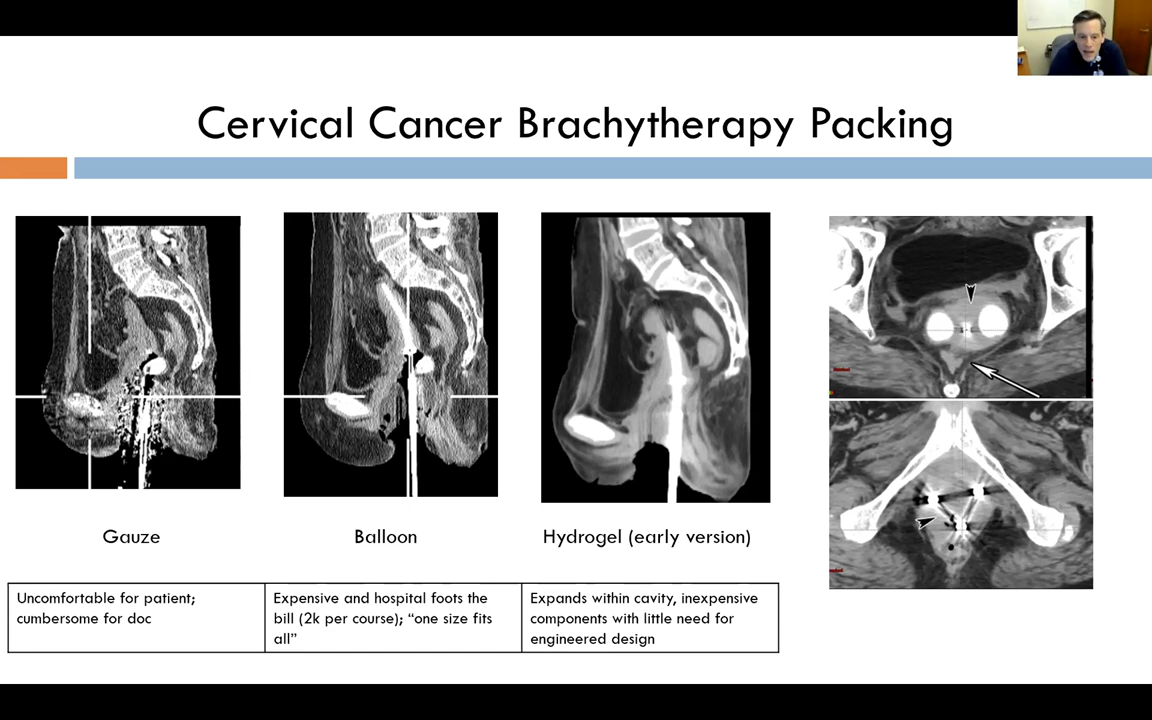 Cervical Cancer Brachytherapy Packing
Gauze
Balloon
Hydrogel (early version)
Uncomfortable for patient;
cumbersome for doc
Expensive and hospital foots the
bill (2k per course); “one size fits
all”
Expands within cavity, inexpensive
components with little need for
engineered design